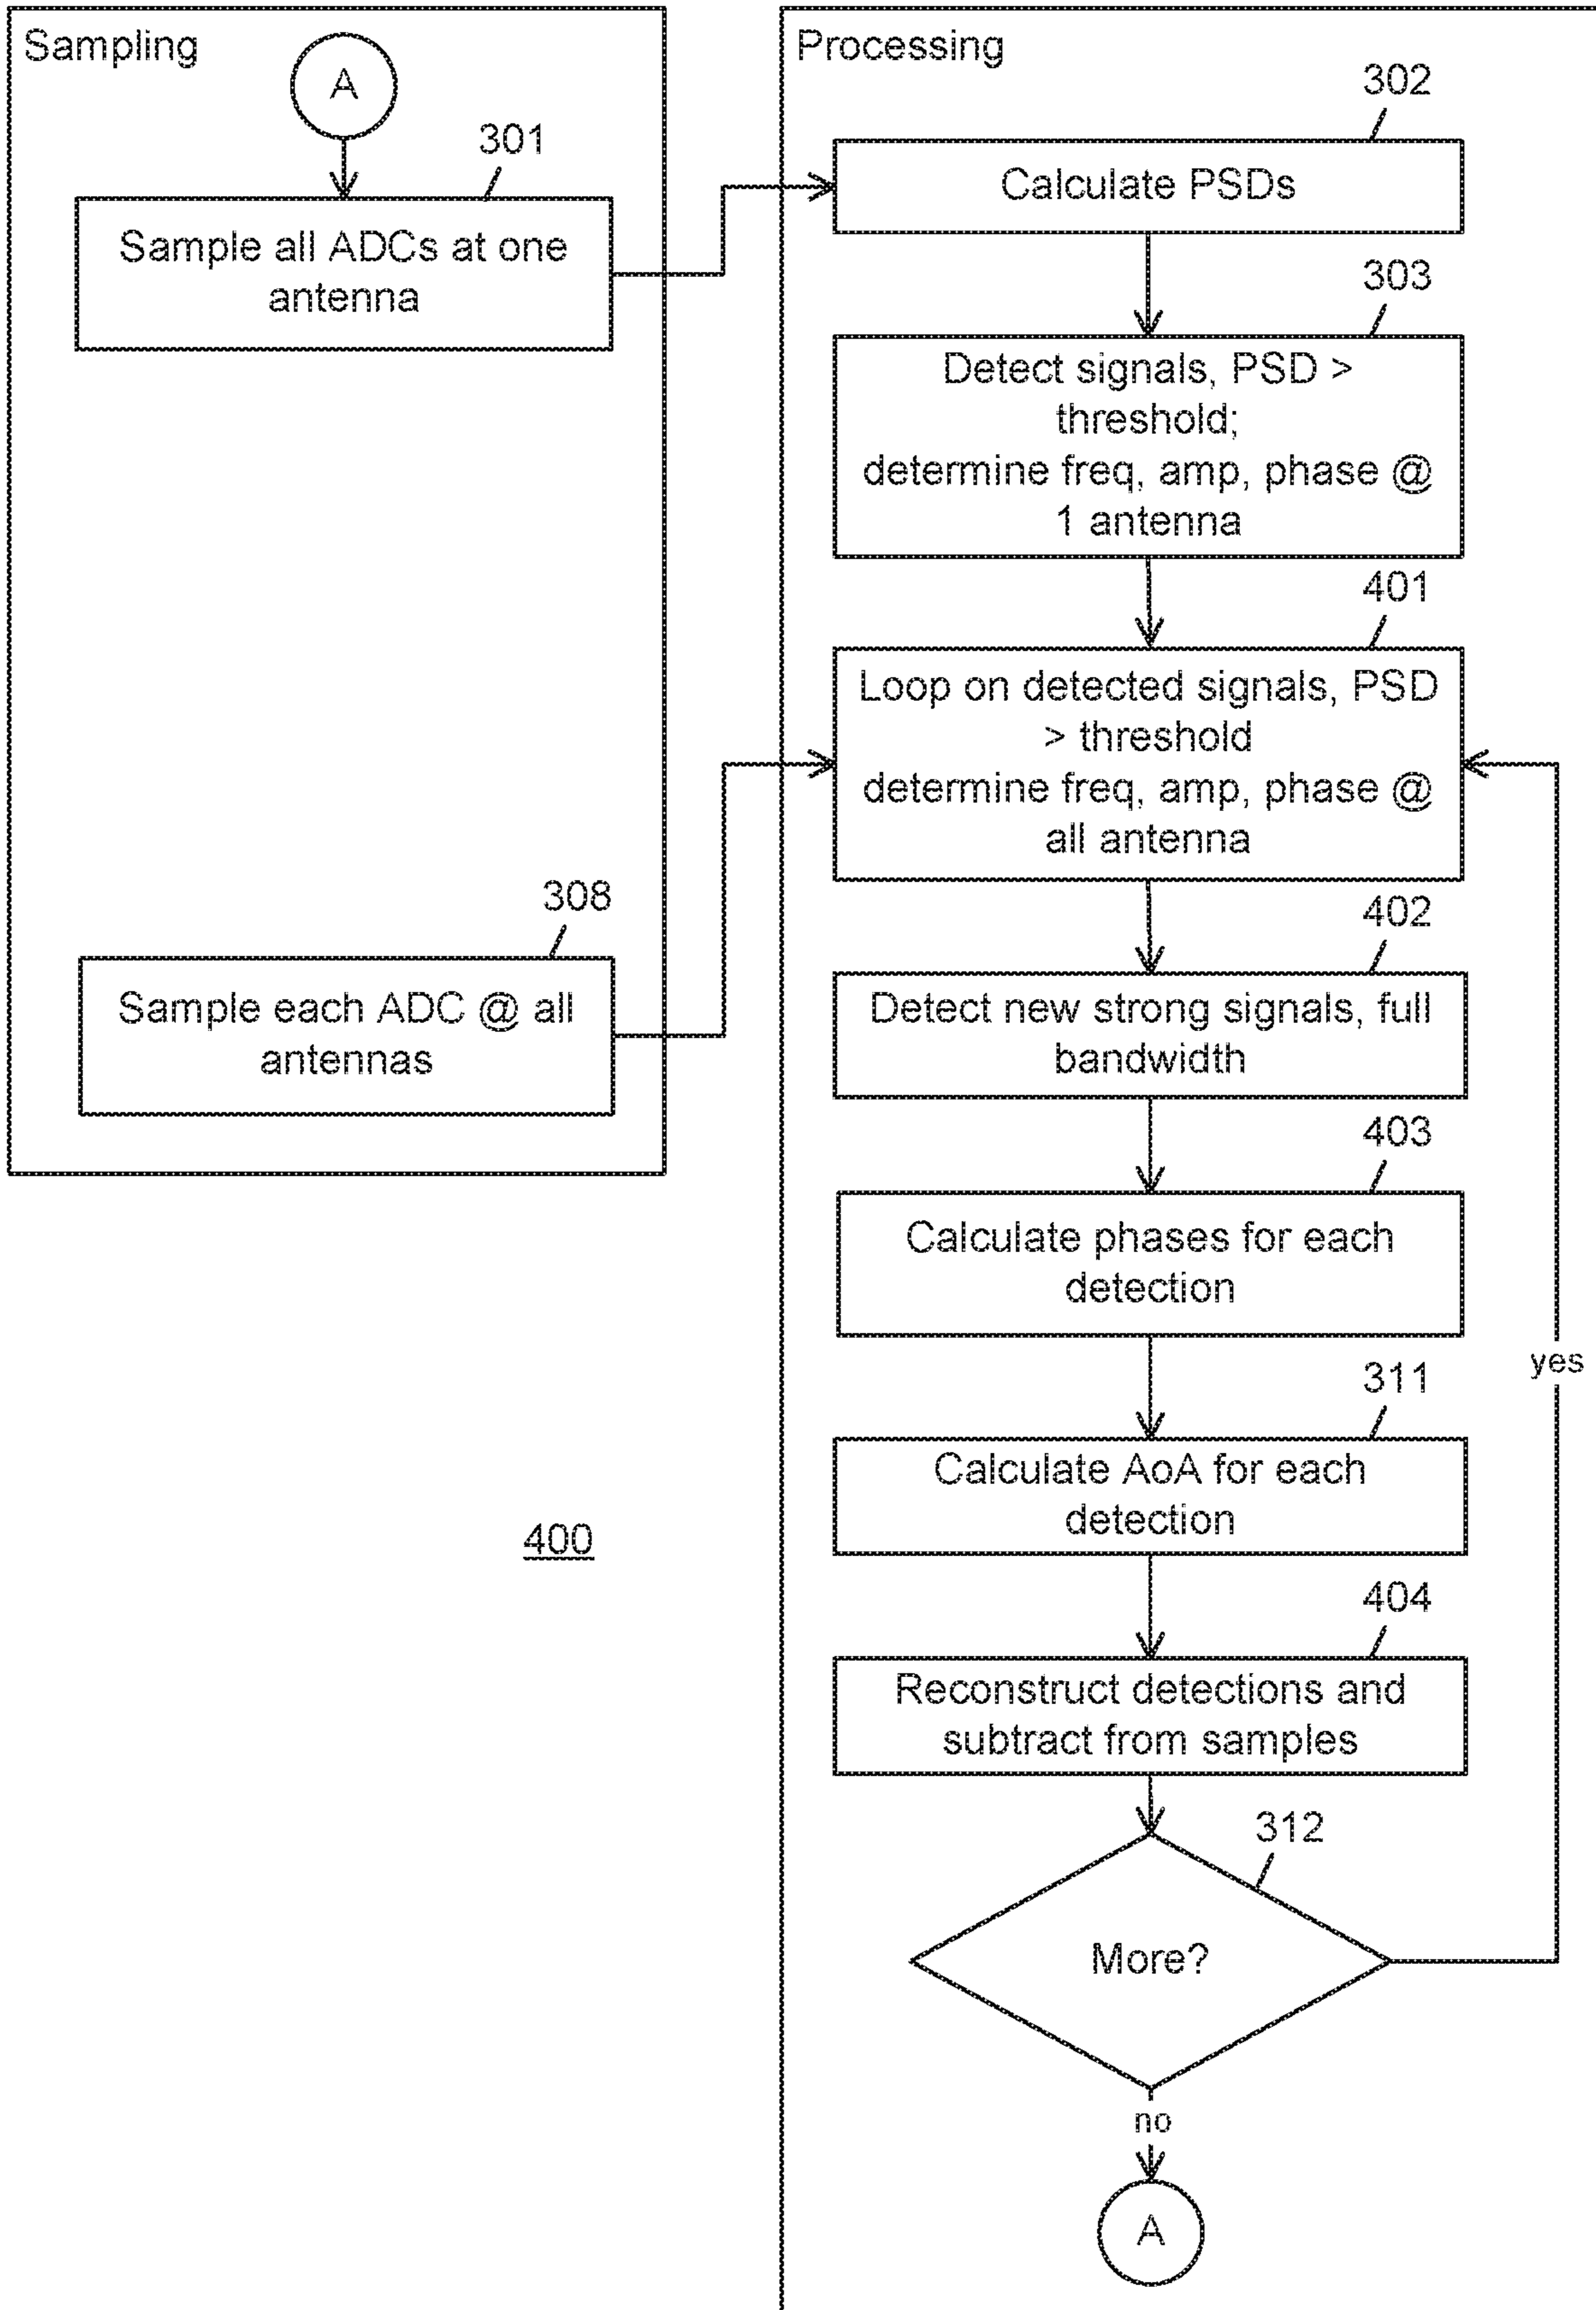 Sampling
A
301
Sample all ADCs at one
antenna
308
Sample each ADC @ all
antennas
400
Processing
302
Calculate PSDs
303
Detect signals, PSD >
threshold;
determine freq, amp, phase @
1 antenna
401
Loop on detected signals, PSD
> threshold
determine freq, amp, phase @
all antenna
402
Detect new strong signals, full
bandwidth
403
Calculate phases for each
detection
yes
311
Calculate AoA for each
detection
404
Reconstruct detections and
subtract from samples
312
More?
no
A